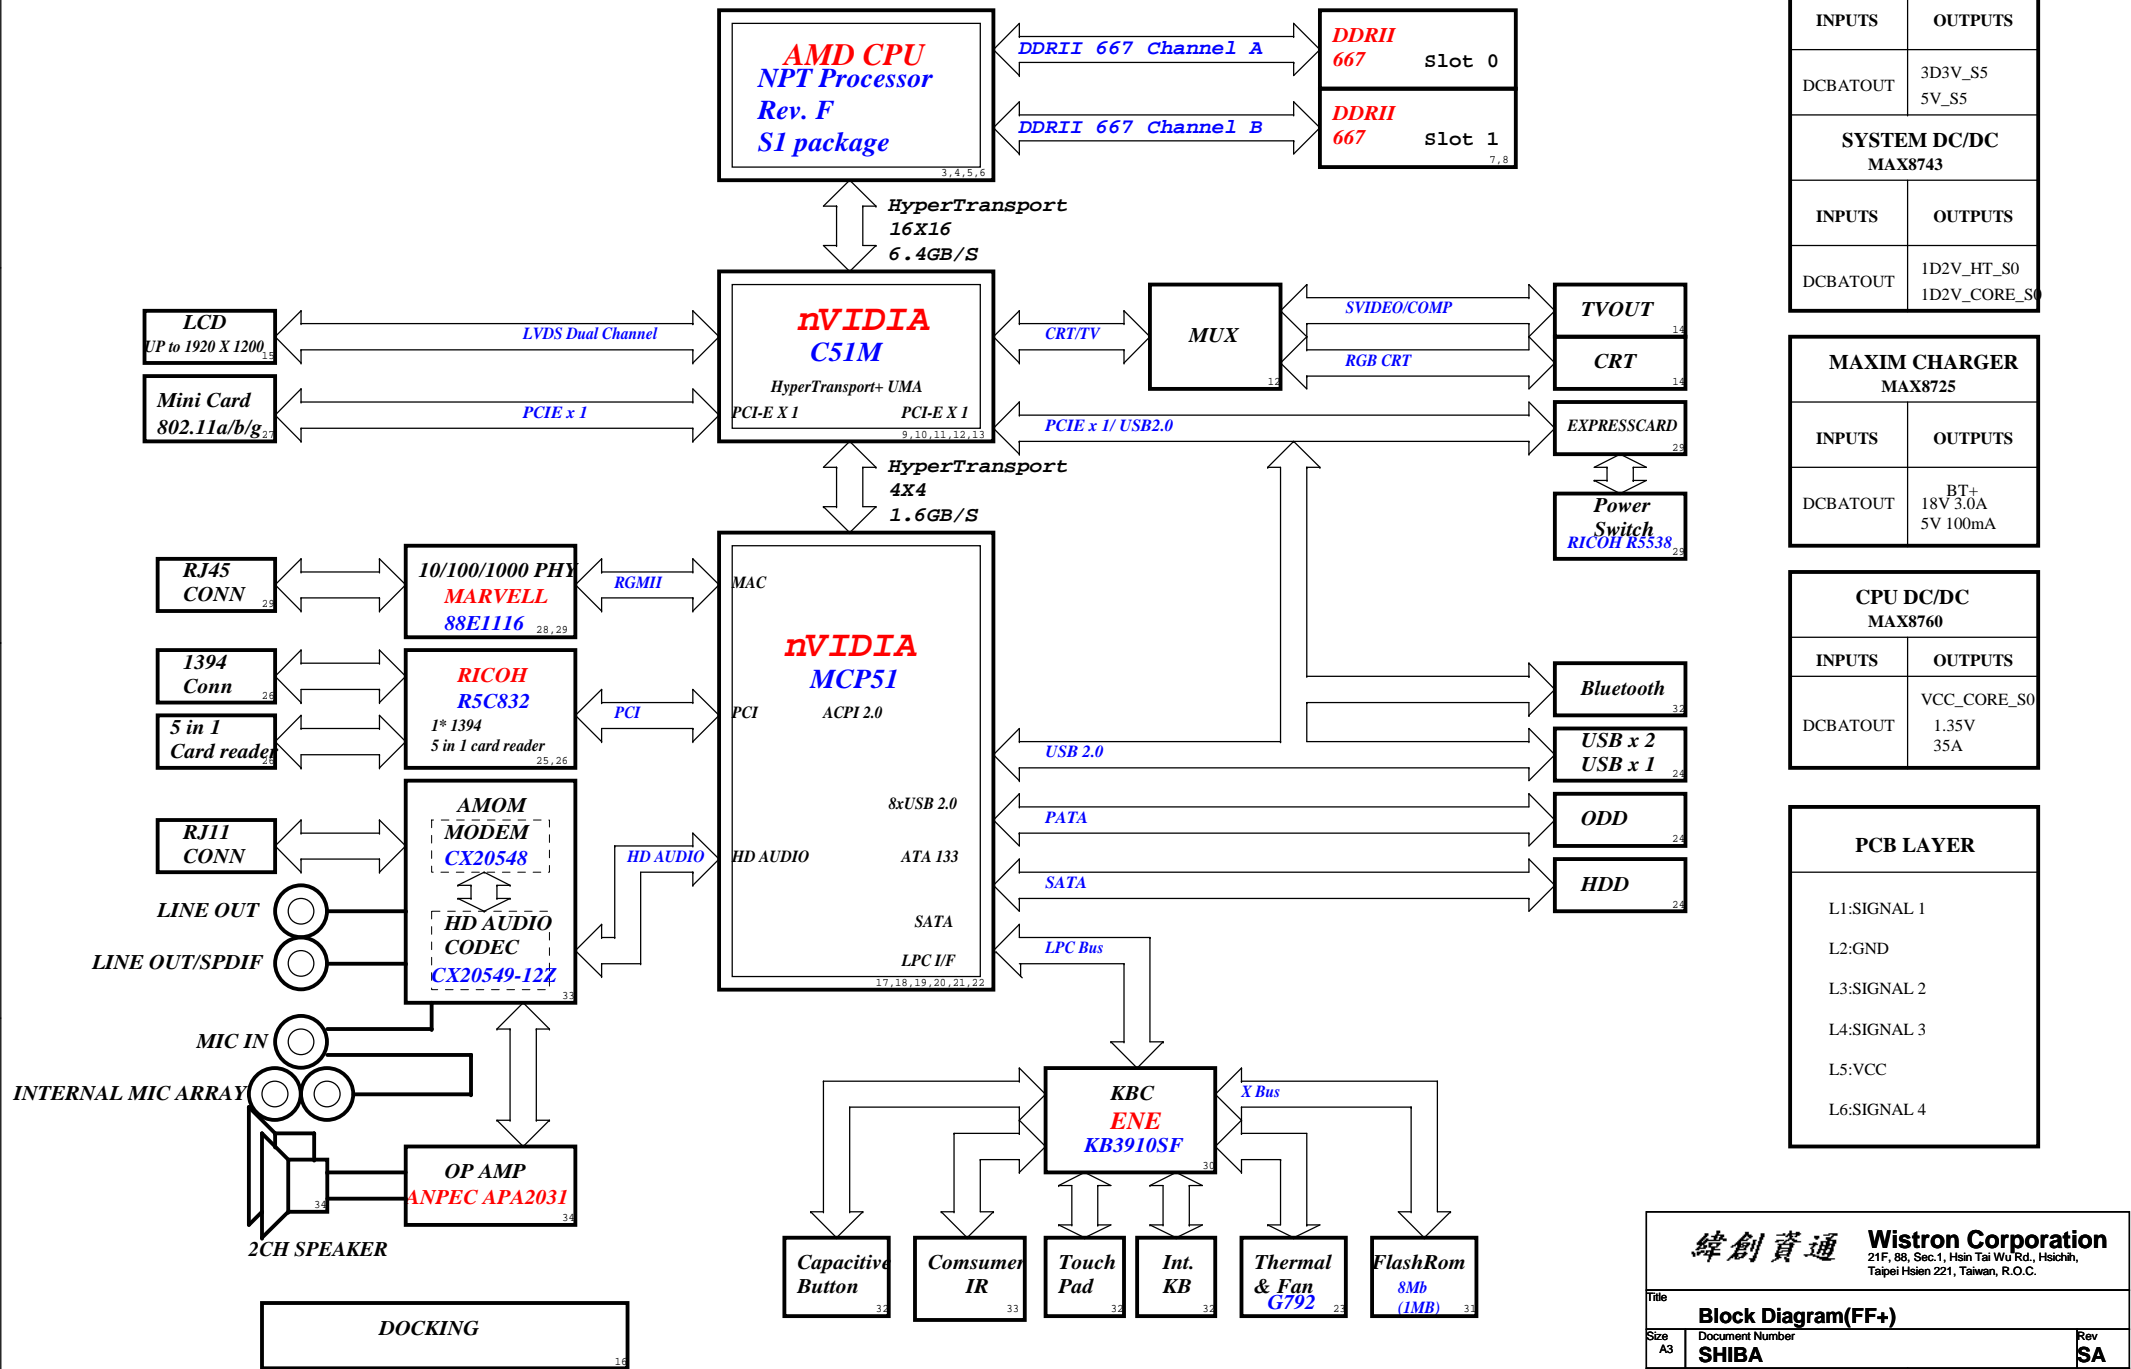 AMD CPU
NPT Processor
Rev. F
S1 package
3,4,5,6
DDRII 667 Channel A
DDRII 667 Channel B
DDRII
667 Slot 0
DDRII
667 Slot 1
7,8
HyperTransport
16X16
6.4GB/S
LCD
UP to 1920 X 1200
15
Mini Card
802.11a/b/g
27
LVDS Dual Channel
PCIE x 1
nVIDIA
C51M
HyperTransport+ UMA
PCI-E X 1 PCI-E X 1
9,10,11,12,13
CRT/TV
MUX
12
SVIDEO/COMP
RGB CRT
TVOUT
14
CRT
14
PCIE x 1/ USB2.0
EXPRESSCARD
29
Power
Switch
RICOH R5538
29
HyperTransport
4X4
1.6GB/S
RJ45
CONN
29
10/100/1000 PHY
MARVELL
88E1116
28,29
RGMII
1394
Conn
26
5 in 1
Card reader
26
RICOH
R5C832
1* 1394
5 in 1 card reader
25,26
PCI
nVIDIA
MCP51
ACPI 2.0
MAC
PCI
HD AUDIO
8xUSB 2.0
ATA 133
SATA
LPC I/F
17,18,19,20,21,22
RJ11
CONN
AMOM
MODEM
CX20548
HD AUDIO
CODEC
CX20549-12Z
33
HD AUDIO
LINE OUT
LINE OUT/SPDIF
MIC IN
INTERNAL MIC ARRAY
34
2CH SPEAKER
OP AMP
ANPEC APA2031
34
DOCKING
16
USB 2.0
PATA
SATA
LPC Bus
Bluetooth
32
USB x 2
USB x 1
24
ODD
24
HDD
24
KBC
ENE
KB3910SF
30
X Bus
Capacitive
Button
32
Comsumer
IR
33
Touch
Pad
32
Int.
KB
32
Thermal
& Fan
G792
23
FlashRom
8Mb
(1MB)
31
INPUTS OUTPUTS
DCBATOUT
3D3V_S5
5V_S5
SYSTEM DC/DC
MAX8743
INPUTS OUTPUTS
DCBATOUT
1D2V_HT_S0
1D2V_CORE_S0
MAXIM CHARGER
MAX8725
INPUTS OUTPUTS
DCBATOUT
BT+
18V 3.0A
5V 100mA
CPU DC/DC
MAX8760
INPUTS OUTPUTS
DCBATOUT
VCC_CORE_S0
1.35V
35A
PCB LAYER
L1:SIGNAL 1
L2:GND
L3:SIGNAL 2
L4:SIGNAL 3
L5:VCC
L6:SIGNAL 4
緯創資通
Wistron Corporation
21F, 88, Sec.1, Hsin Tai Wu Rd., Hsichih,
Taipei Hsien 221, Taiwan, R.O.C.
Title
Block Diagram(FF+)
Size
A3
Document Number
SHIBA
Rev
SA